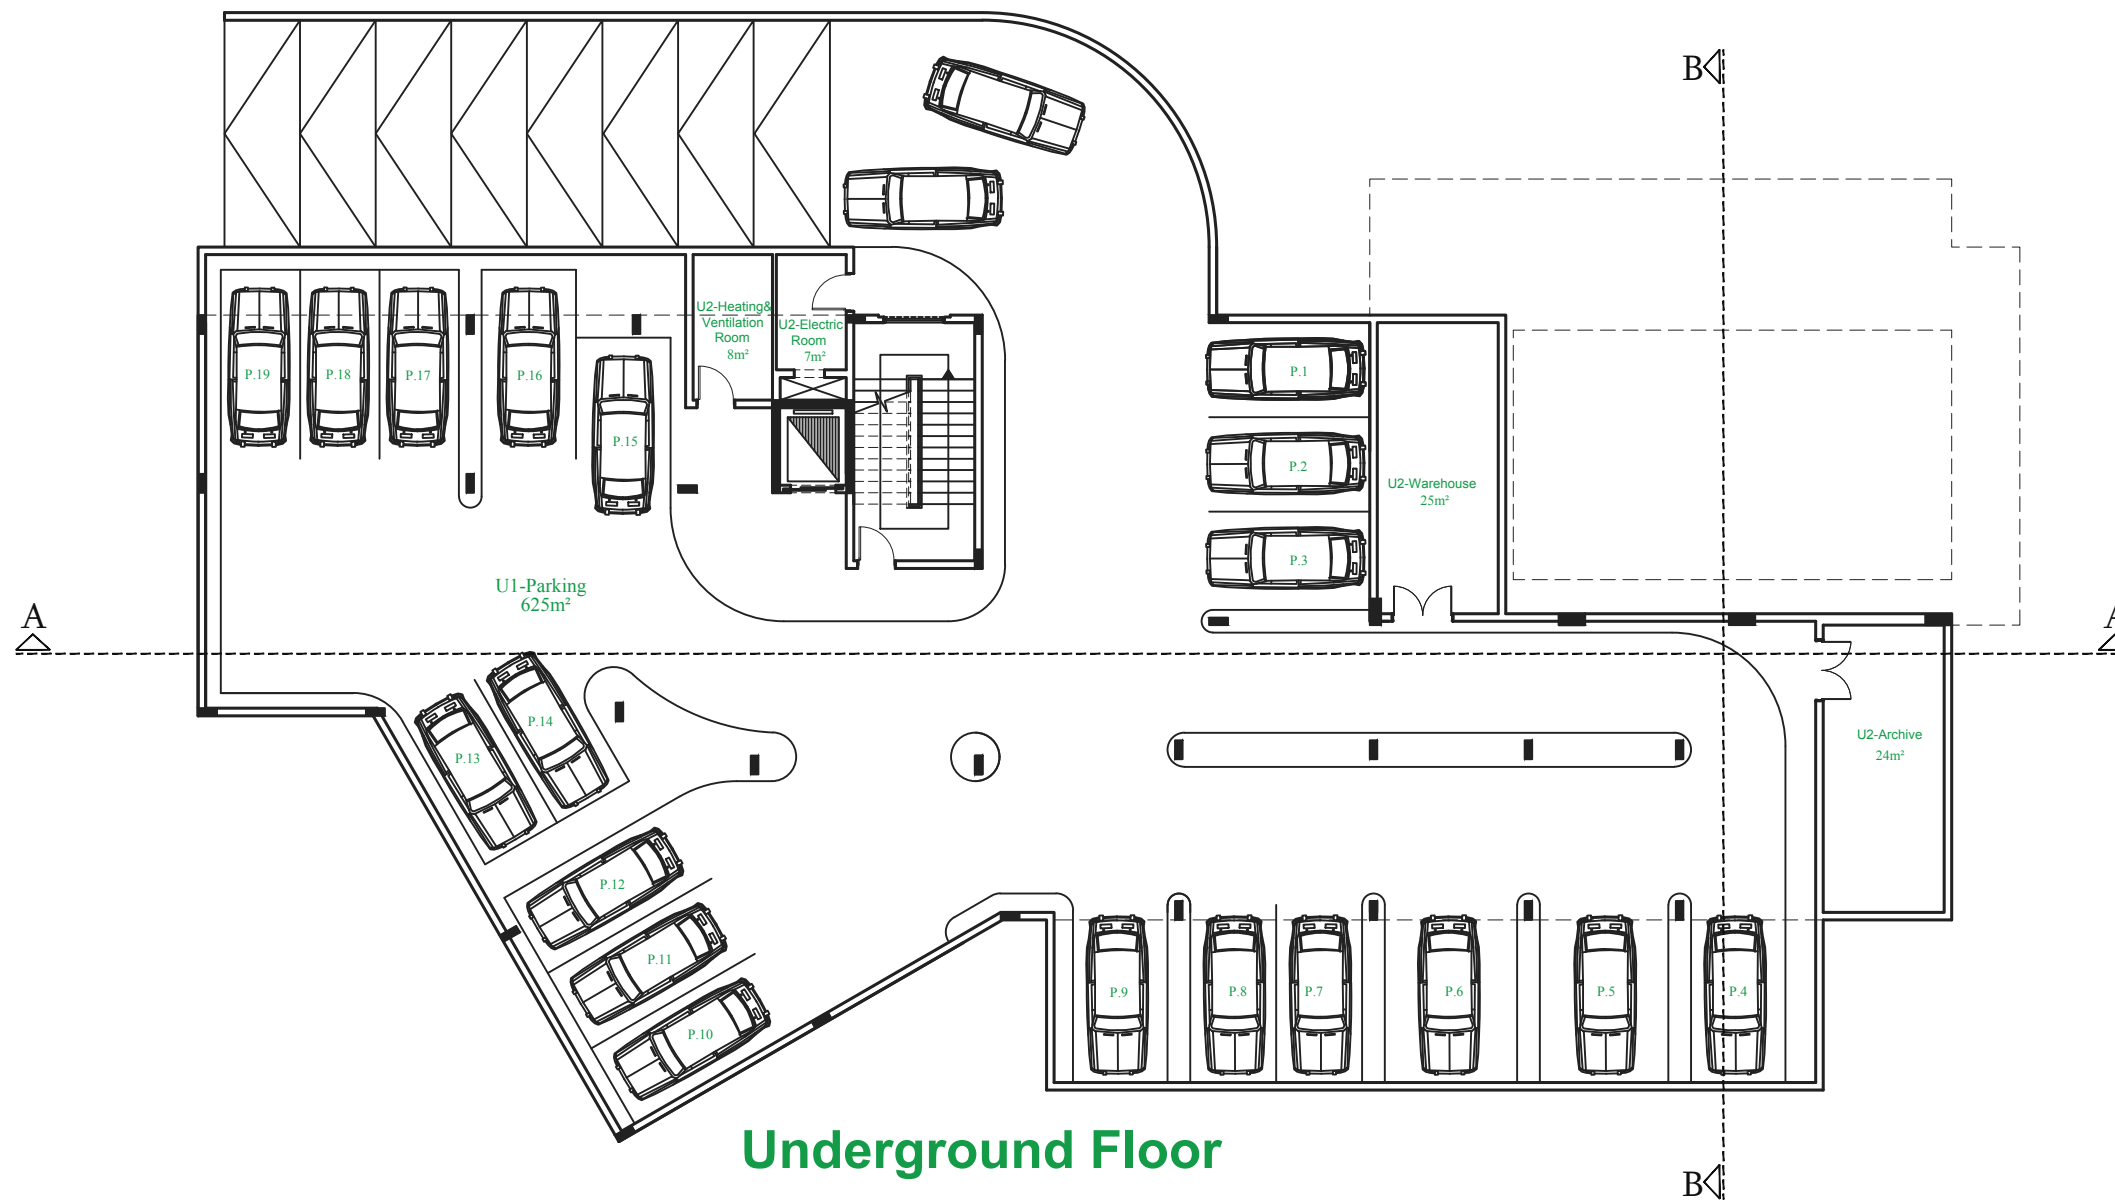 B
U2-Heating&
Ventilation
Room
8m²
U2-Electric
Room
7m²
P.19
P.18
P.17
P.16
P.15
P.1
P.2
P.3
U2-Warehouse
25m²
U1-Parking
625m²
A
A
P.14
P.13
P.12
P.11
P.10
U2-Archive
24m²
P.9
P.8
P.7
P.6
P.5
P.4
Underground Floor
B